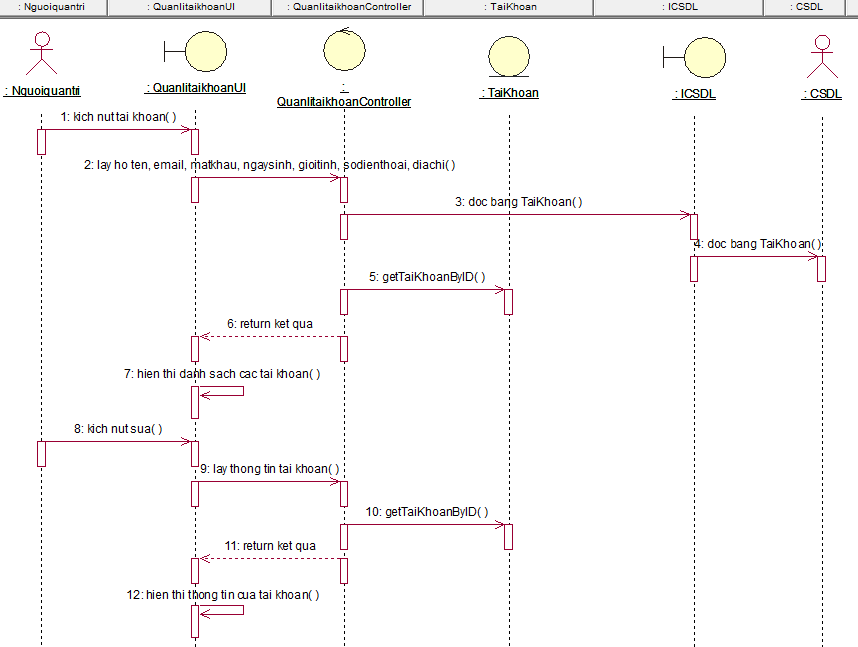 : Nguoiquantri
: QuanlitaikhoanUI
: QuanlitaikhoanController
: TaiKhoan
: ICSDL
: CSDL
: Nguoiquantri
: QuanlitaikhoanUI
:
QuanlitaikhoanController
: TaiKhoan
: ICSDL
: CSDL
1: kich nut tai khoan( )
2: lay ho ten, email, matkhau, ngaysinh, gioitinh, sodienthoai, diachi( )
3: doc bang TaiKhoan( )
4: doc bang TaiKhoan( )
5: getTaiKhoanByID( )
6: return ket qua
7: hien thi danh sach cac tai khoan( )
8: kich nut sua( )
9: lay thong tin tai khoan( )
10: getTaiKhoanByID( )
11: return ket qua
12: hien thi thong tin cua tai khoan( )